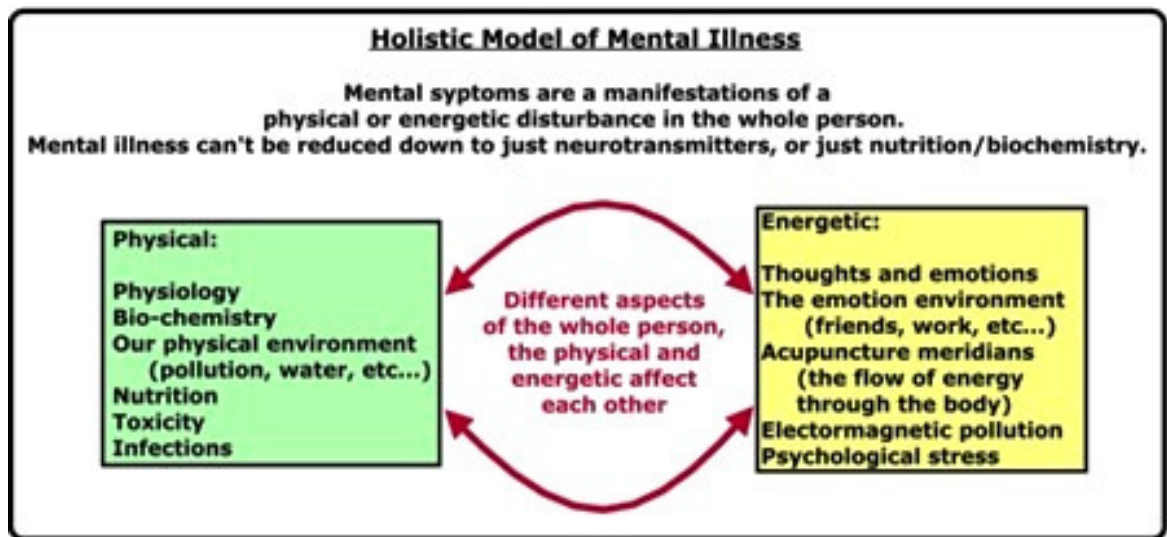 Holistic Model of Mental Illness
Mental syptoms are a manifestations of a
physical or energetic disturbance in the whole person.
Mental illness can't be reduced down to just neurotransmitters, or just nutrition/biochemistry.
Physical:
Physiology
Bio-chemistry
Our physical environment
(pollution, water, etc...)
Nutrition
Toxicity
Infections
Different aspects
of the whole person,
the physical and
energetic affect
each other
Energetic:
Thoughts and emotions
The emotion environment
(friends, work, etc...)
Acupuncture meridians
(the flow of energy
through the body)
Electormagnetic pollution
Psychological stress